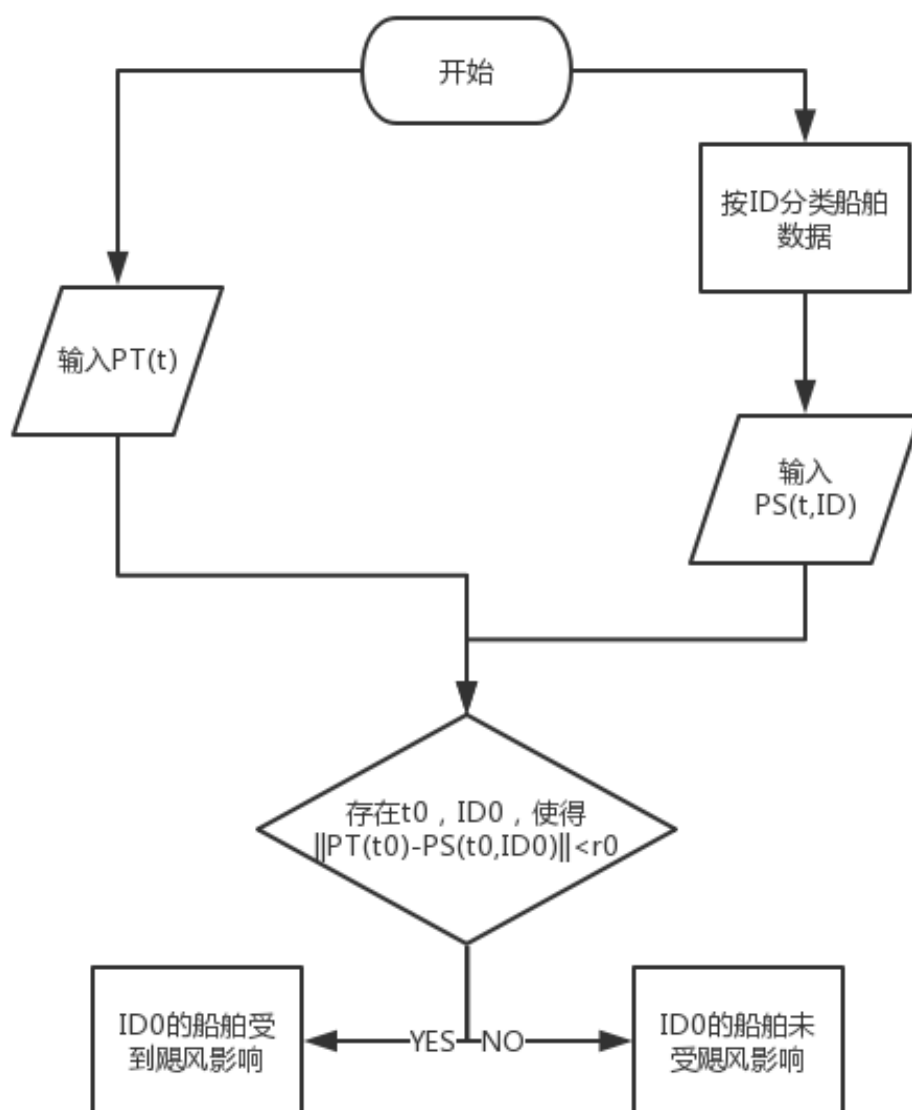 开始
按ID分类船舶
数据
输入PT(t)
输入
PS(t,ID)
存在t0，ID0，使得
||PT(t0)-PS(t0,ID0)||<r0
YES
NO
ID0的船舶受
到飓风影响
ID0的船舶未
受飓风影响